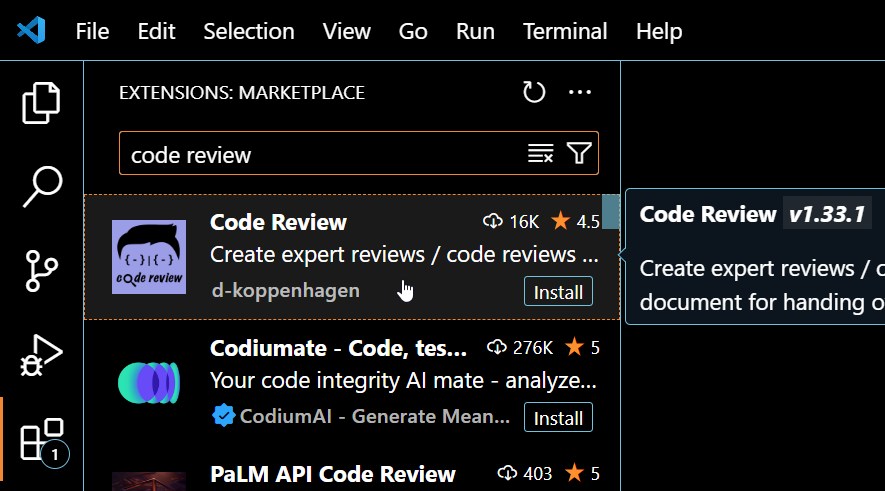 File Edit Selection View Go Run Terminal Help
EXTENSIONS: MARKETPLACE
code review
Code Review 16K 4.5
Create expert reviews / code reviews ...
d-koppenhagen Install
{-}|{-}
code review
Codiumate - Code, tes... 276K 5
Your code integrity AI mate - analyze...
CodiumAI - Generate Mean... Install
PaLM API Code Review 403 5
1
Code Review v1.33.1
Create expert reviews / c
document for handing o